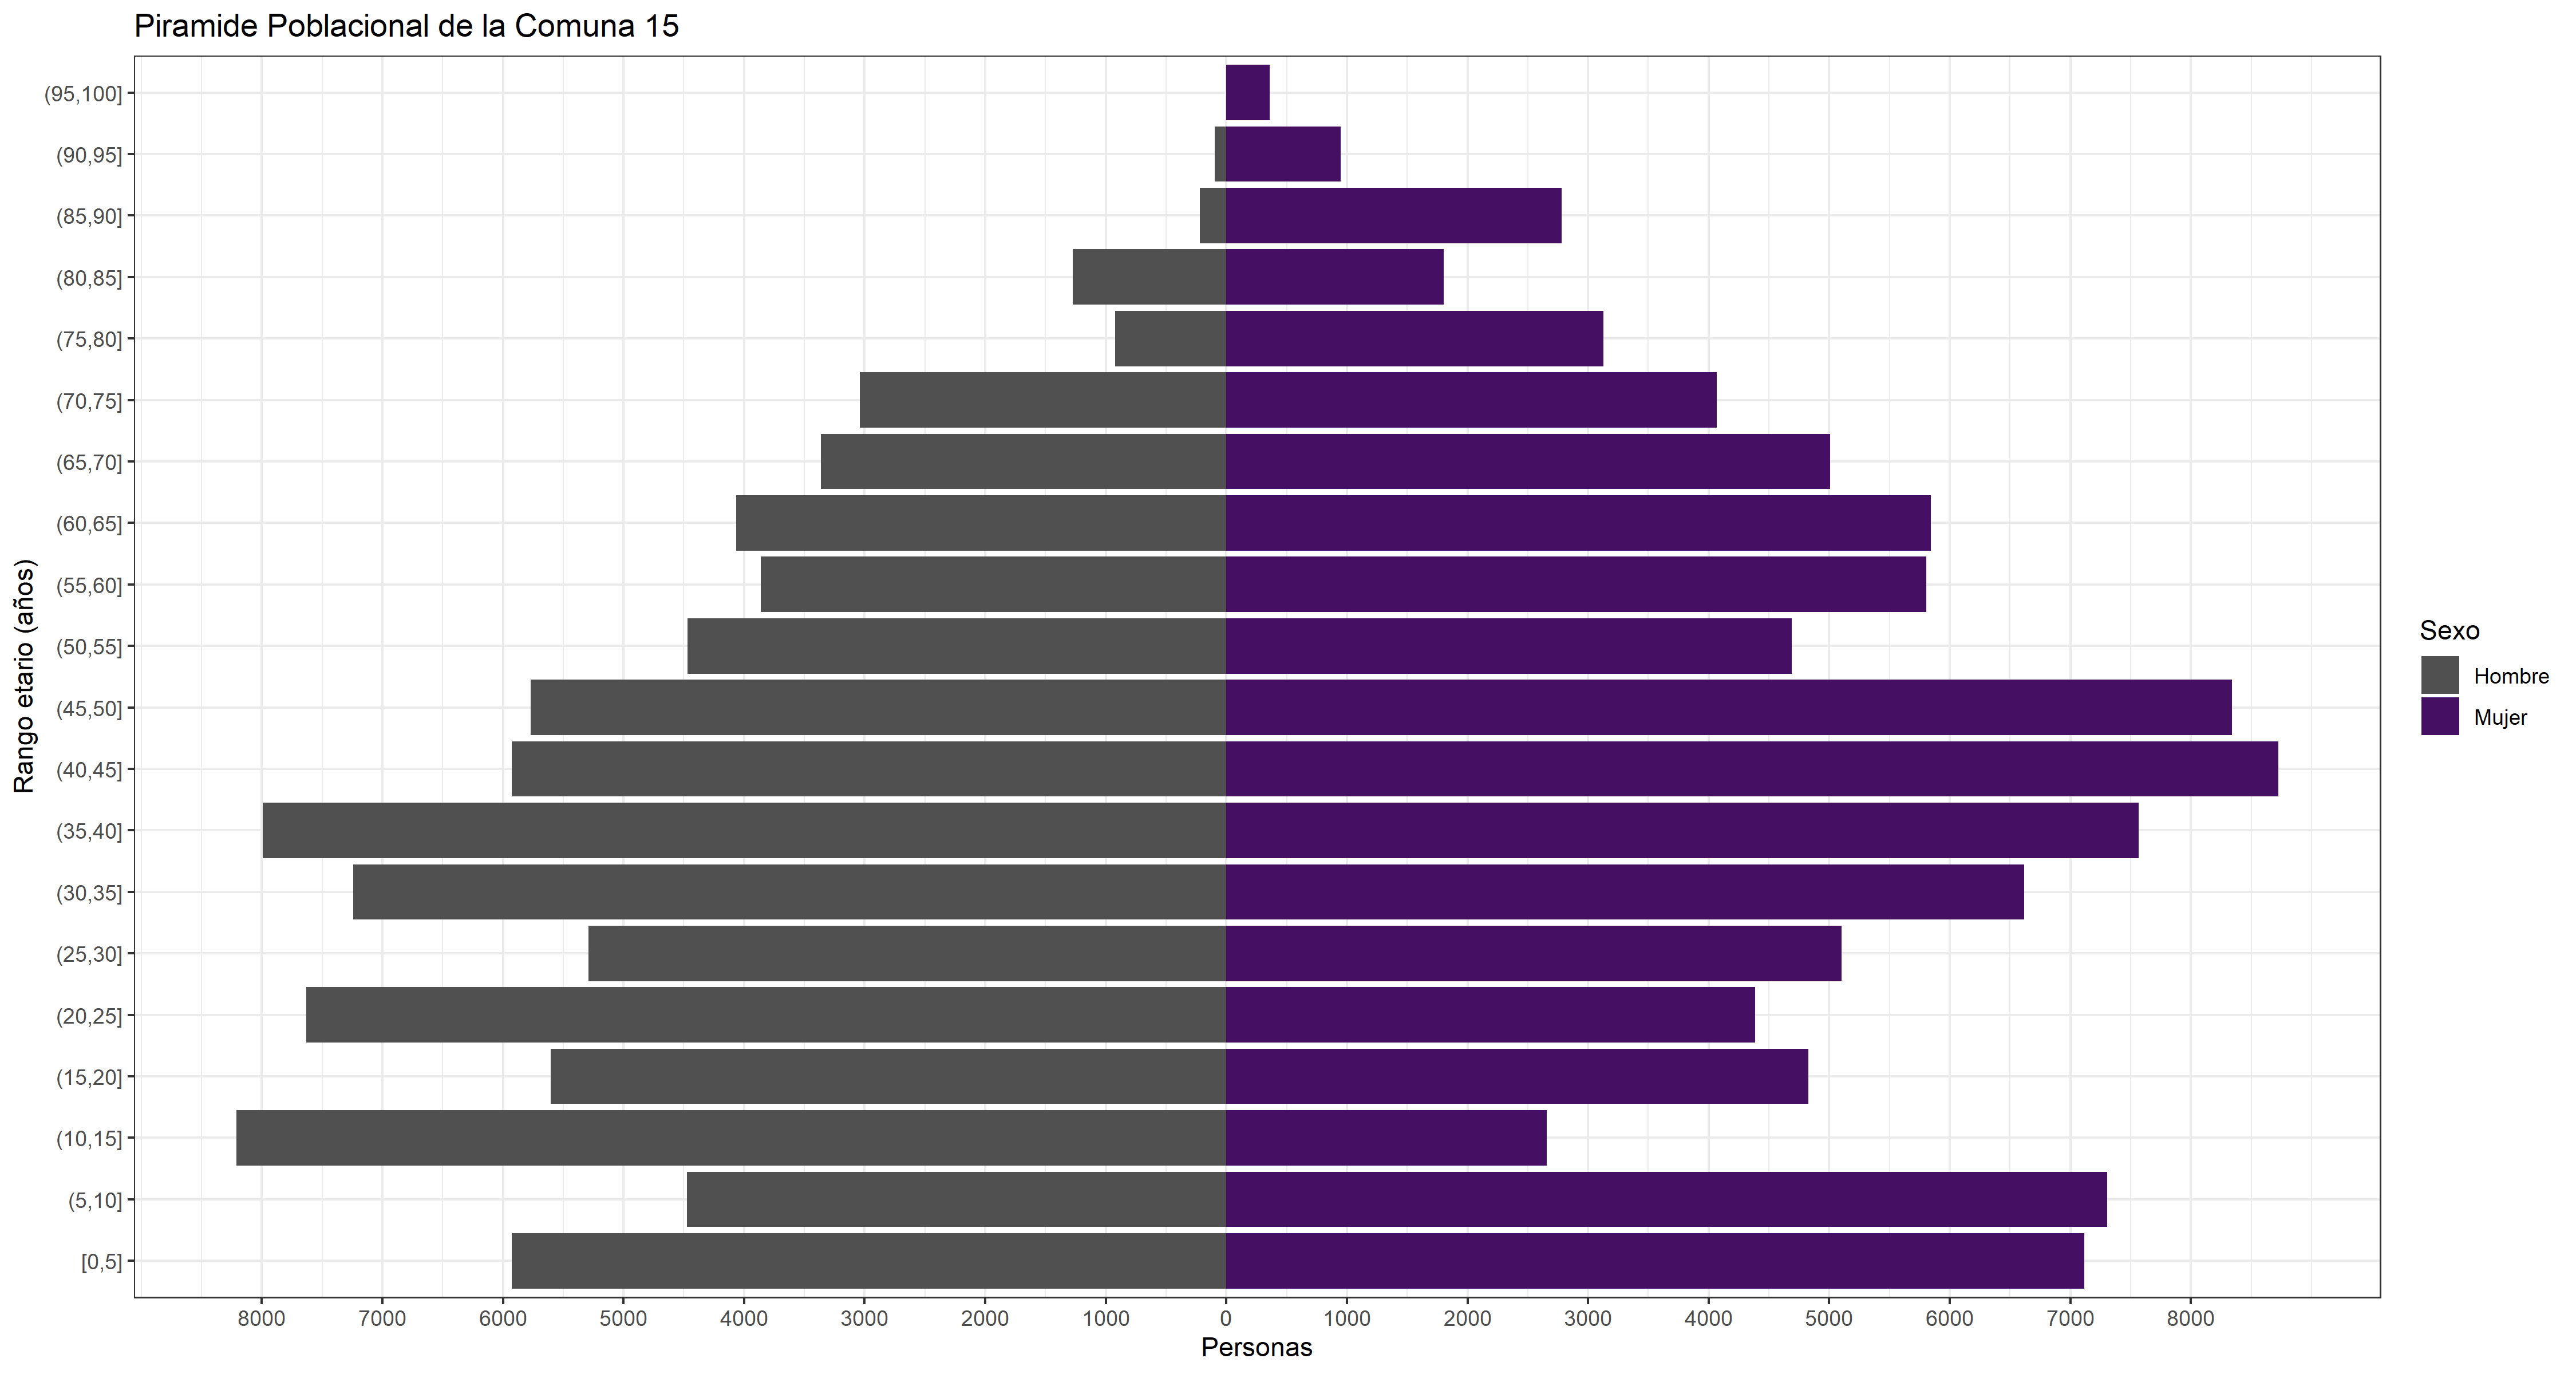 Piramide Poblacional de la Comuna 15
(95,100]
(90,95]
(85,90]
(80,85]
(75,80]
(70,75]
(65,70]
(60,65]
(55,60]
(50,55]
(45,50]
(40,45]
(35,40]
(30,35]
(25,30]
(20,25]
(15,20]
(10,15]
(5,10]
[0,5]
Rango etario (años)
8000 7000 6000 5000 4000 3000 2000 1000 0 1000 2000 3000 4000 5000 6000 7000 8000
Personas
Sexo
Hombre
Mujer